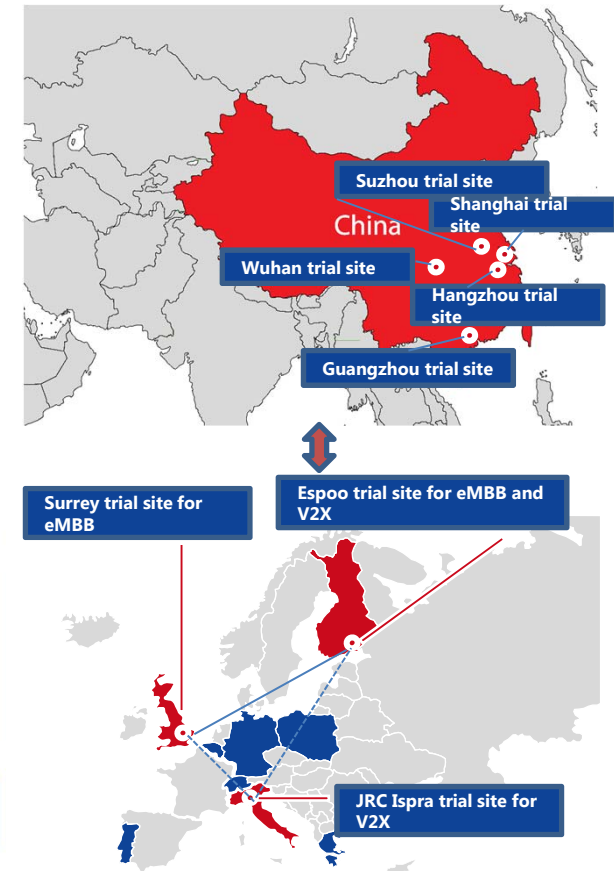 Suzhou trial site
Shanghai trial
site
China
Wuhan trial site
Hangzhou trial
site
Guangzhou trial site
Surrey trial site for
eMBB
Espoo trial site for eMBB and
V2X
JRC Ispra trial site for
V2X